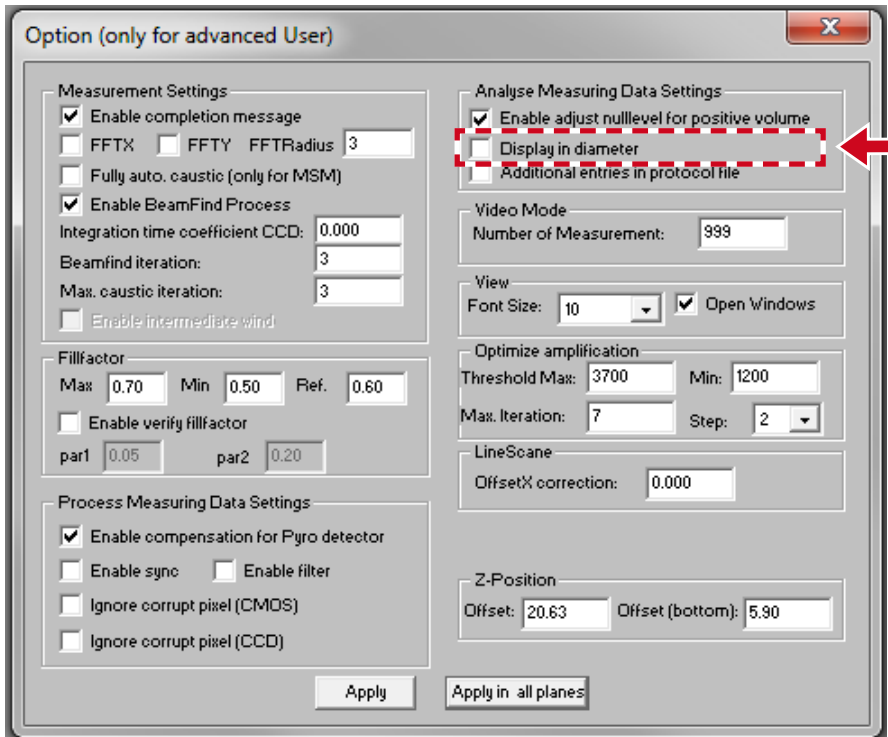 Option (only for advanced User)
Measurement Settings
Enable completion message
FFTX FFTY FFTRadius 3
Fully auto. caustic (only for MSM)
Enable BeamFind Process
Integration time coefficient CCD: 0.000
Beamfind iteration: 3
Max. caustic iteration: 3
Enable intermediate wind
Fillfactor
Max 0.70 Min 0.50 Ref. 0.60
Enable verify fillfactor
par1 0.05 par2 0.20
Process Measuring Data Settings
Enable compensation for Pyro detector
Enable sync Enable filter
Ignore corrupt pixel (CMOS)
Ignore corrupt pixel (CCD)
Analyse Measuring Data Settings
Enable adjust nulllevel for positive volume
Display in diameter
Additional entries in protocol file
Video Mode
Number of Measurement: 999
View
Font Size: 10 Open Windows
Optimize amplification
Threshold Max: 3700 Min: 1200
Max. Iteration: 7 Step: 2
LineScane
OffsetX correction: 0.000
Z-Position
Offset: 20.63 Offset (bottom): 5.90
Apply Apply in all planes